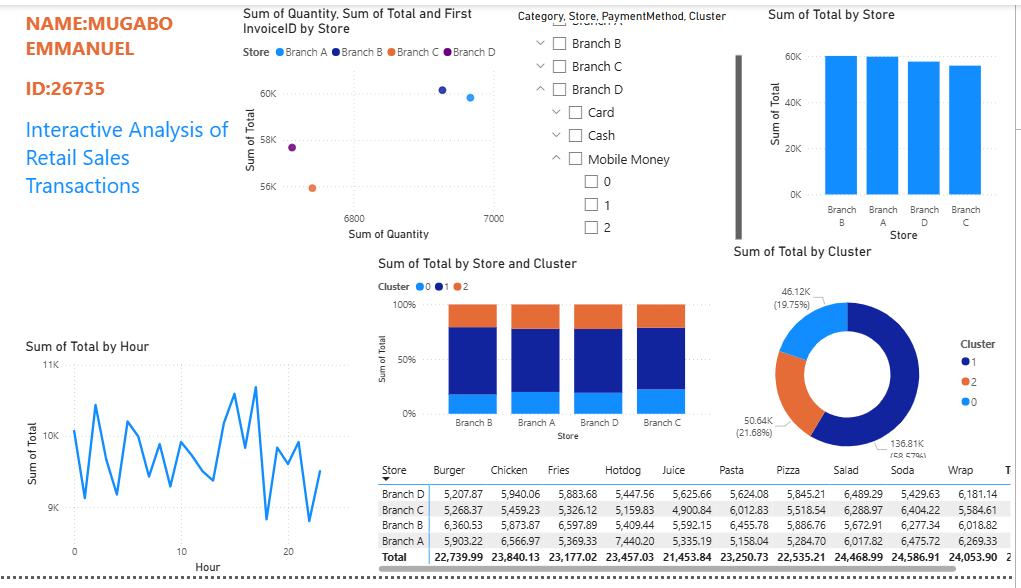 NAME:MUGABO
EMMANUEL
ID:26735
Interactive Analysis of
Retail Sales
Transactions
Sum of Quantity, Sum of Total and First
InvoiceID by Store
Store Branch A Branch B Branch C Branch D
Sum of Total
60K
58K
56K
6800 7000
Sum of Quantity
Category, Store, PaymentMethod, Cluster
Branch B
Branch C
Branch D
Card
Cash
Mobile Money
0
1
2
Sum of Total by Store
Sum of Total
60K
40K
20K
0K
Branch B Branch A Branch D Branch C
Store
Sum of Total by Store and Cluster
Cluster 0 1 2
Sum of Total
100%
50%
0%
Branch B Branch A Branch D Branch C
Store
Sum of Total by Cluster
46.12K
(19.75%)
50.64K
(21.68%)
136.81K
(58.57%)
Cluster
1
2
0
Sum of Total by Hour
Sum of Total
11K
10K
9K
0 10 20
Hour
Store Burger Chicken Fries Hotdog Juice Pasta Pizza Salad Soda Wrap T
Branch D 5,207.87 5,940.06 5,883.68 5,447.56 5,625.66 5,624.08 5,845.21 6,489.29 5,429.63 6,181.14
Branch C 5,268.37 5,459.23 5,326.12 5,159.83 4,900.84 6,012.83 5,518.54 6,288.97 6,404.22 5,584.61
Branch B 6,360.53 5,873.87 6,597.89 5,409.44 5,592.15 6,455.78 5,886.76 5,672.91 6,277.34 6,018.82
Branch A 5,903.22 6,566.97 5,369.33 7,440.20 5,335.19 5,158.04 5,284.70 6,017.82 6,475.72 6,269.33
Total 22,739.99 23,840.13 23,177.02 23,457.03 21,453.84 23,250.73 22,535.21 24,468.99 24,586.91 24,053.90 2